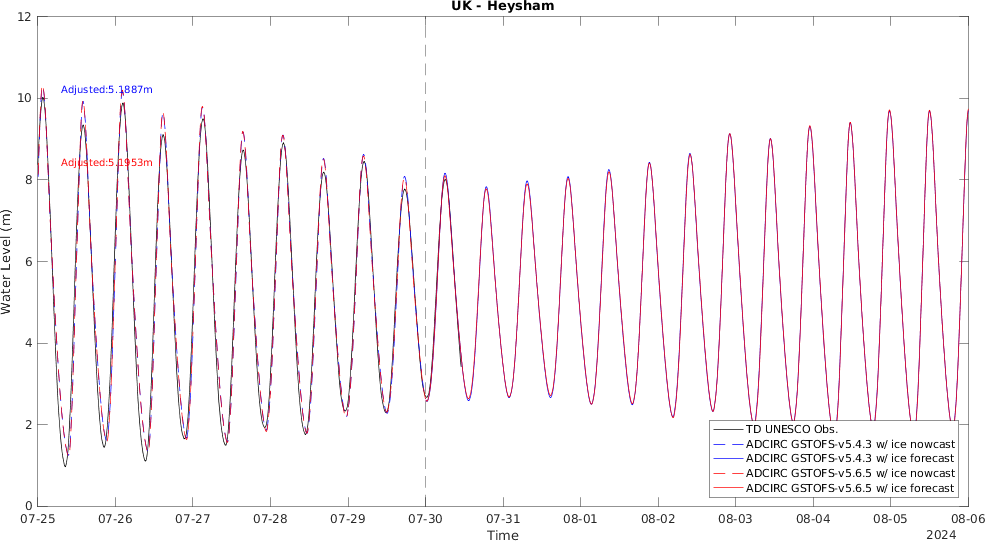 UK - Heysham
12
10
8
6
4
2
0
Water Level (m)
Adjusted:5.1887m
Adjusted:5.1953m
TD UNESCO Obs.
ADCIRC GSTOFS-v5.4.3 w/ ice nowcast
ADCIRC GSTOFS-v5.4.3 w/ ice forecast
ADCIRC GSTOFS-v5.6.5 w/ ice nowcast
ADCIRC GSTOFS-v5.6.5 w/ ice forecast
07-25 07-26 07-27 07-28 07-29 07-30 07-31 08-01 08-02 08-03 08-04 08-05 08-06
Time
2024